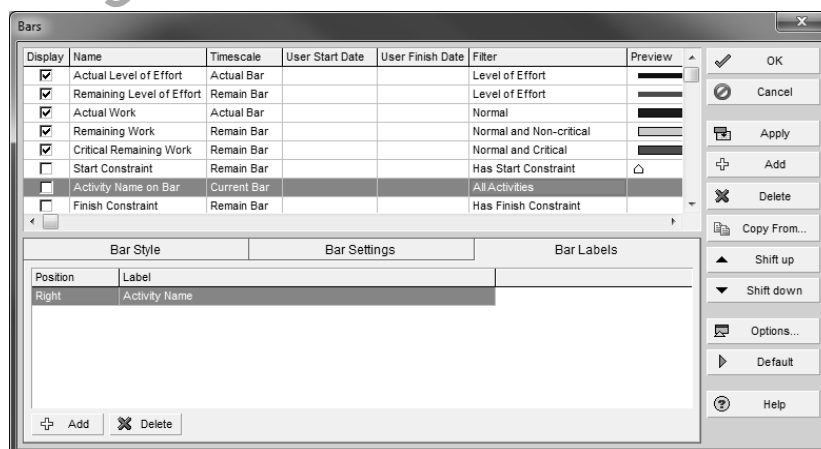 Bars
Display Name Timescale User Start Date User Finish Date Filter Preview
Actual Level of Effort Actual Bar Level of Effort
Remaining Level of Effort Remain Bar Level of Effort
Actual Work Actual Bar Normal
Remaining Work Remain Bar Normal and Non-critical
Critical Remaining Work Remain Bar Normal and Critical
Start Constraint Remain Bar Has Start Constraint
Activity Name on Bar Current Bar All Activities
Finish Constraint Remain Bar Has Finish Constraint
Bar Style Bar Settings Bar Labels
Position Label
Right Activity Name
Add Delete
OK
Cancel
Apply
Add
Delete
Copy From...
Shift up
Shift down
Options...
Default
Help